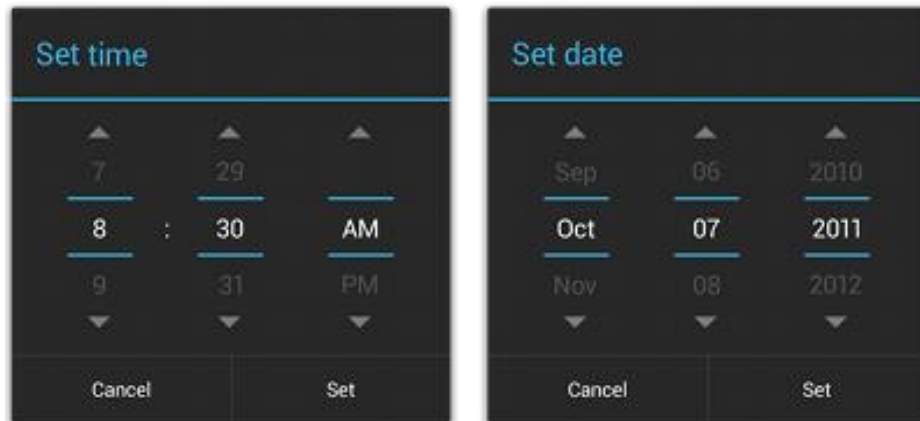 Set time
7 29
8 : 30 AM
9 31 PM
Cancel Set
Set date
Sep 06 2010
Oct 07 2011
Nov 08 2012
Cancel Set